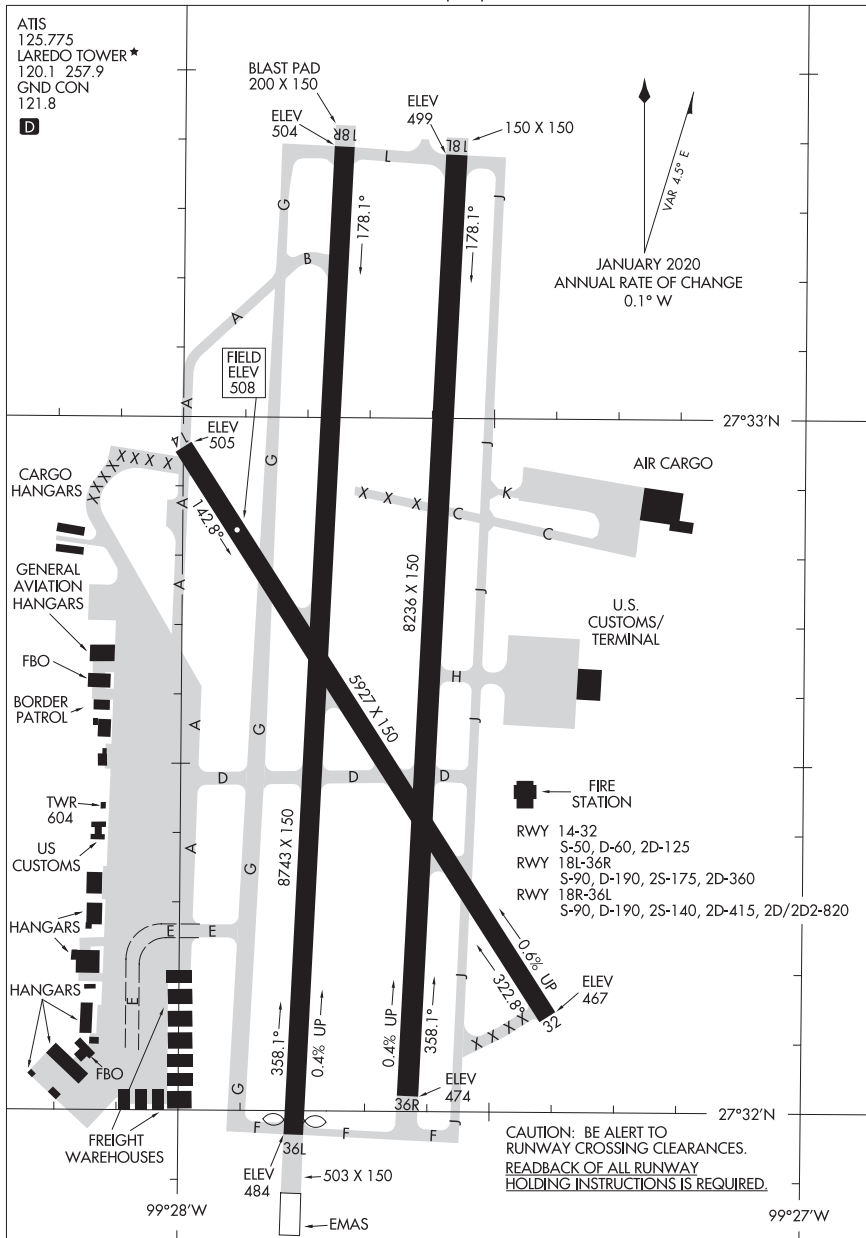 ATIS
125.775
LAREDO TOWER★
120.1 257.9
GND CON
121.8
D
BLAST PAD
200 X 150
ELEV
504
18R
ELEV
499
18L
150 X 150
L
G
J
178.1°
178.1°
VAR 4.5° E
JANUARY 2020
ANNUAL RATE OF CHANGE
0.1° W
B
A
FIELD
ELEV
508
A
27°33'N
14
ELEV
505
J
G
X X X X X X X X
CARGO
HANGARS
A
142.8°
X X X
C
K
C
AIR CARGO
GENERAL
AVIATION
HANGARS
A
8236 X 150
J
U.S.
CUSTOMS/
TERMINAL
FBO
BORDER
PATROL
H
5927 X 150
A
G
J
D
D
D
TWR
604
US
CUSTOMS
FIRE
STATION
A
G
8743 X 150
RWY 14-32
S-50, D-60, 2D-125
RWY 18L-36R
S-90, D-190, 2S-175, 2D-360
RWY 18R-36L
S-90, D-190, 2S-140, 2D-415, 2D/2D2-820
HANGARS
E
E
E
HANGARS
0.6% UP
322.8°
J
ELEV
467
32
358.1°
0.4% UP
0.4% UP
358.1°
X X X X
FBO
G
ELEV
474
36R
J
27°32'N
F
F
F
36L
FREIGHT
WAREHOUSES
ELEV
484
503 X 150
EMAS
CAUTION: BE ALERT TO
RUNWAY CROSSING CLEARANCES.
READBACK OF ALL RUNWAY
HOLDING INSTRUCTIONS IS REQUIRED.
99°28'W
99°27'W